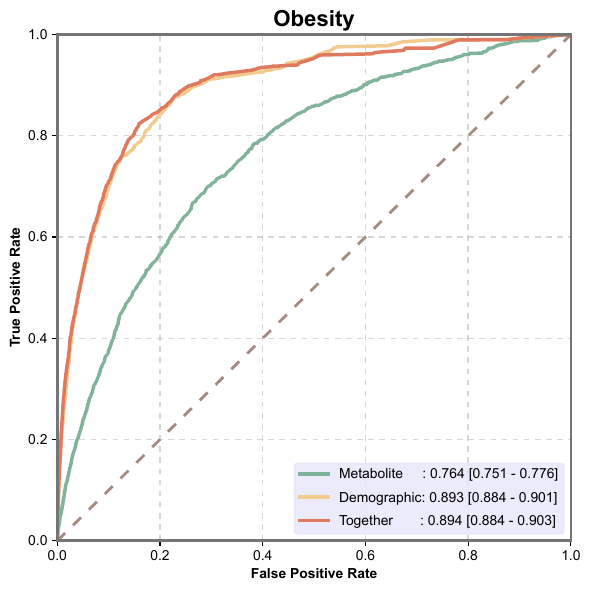 Obesity
1.0
0.8
0.6
0.4
0.2
0.0
True Positive Rate
Metabolite : 0.764 [0.751 - 0.776]
Demographic: 0.893 [0.884 - 0.901]
Together : 0.894 [0.884 - 0.903]
0.0 0.2 0.4 0.6 0.8 1.0
False Positive Rate